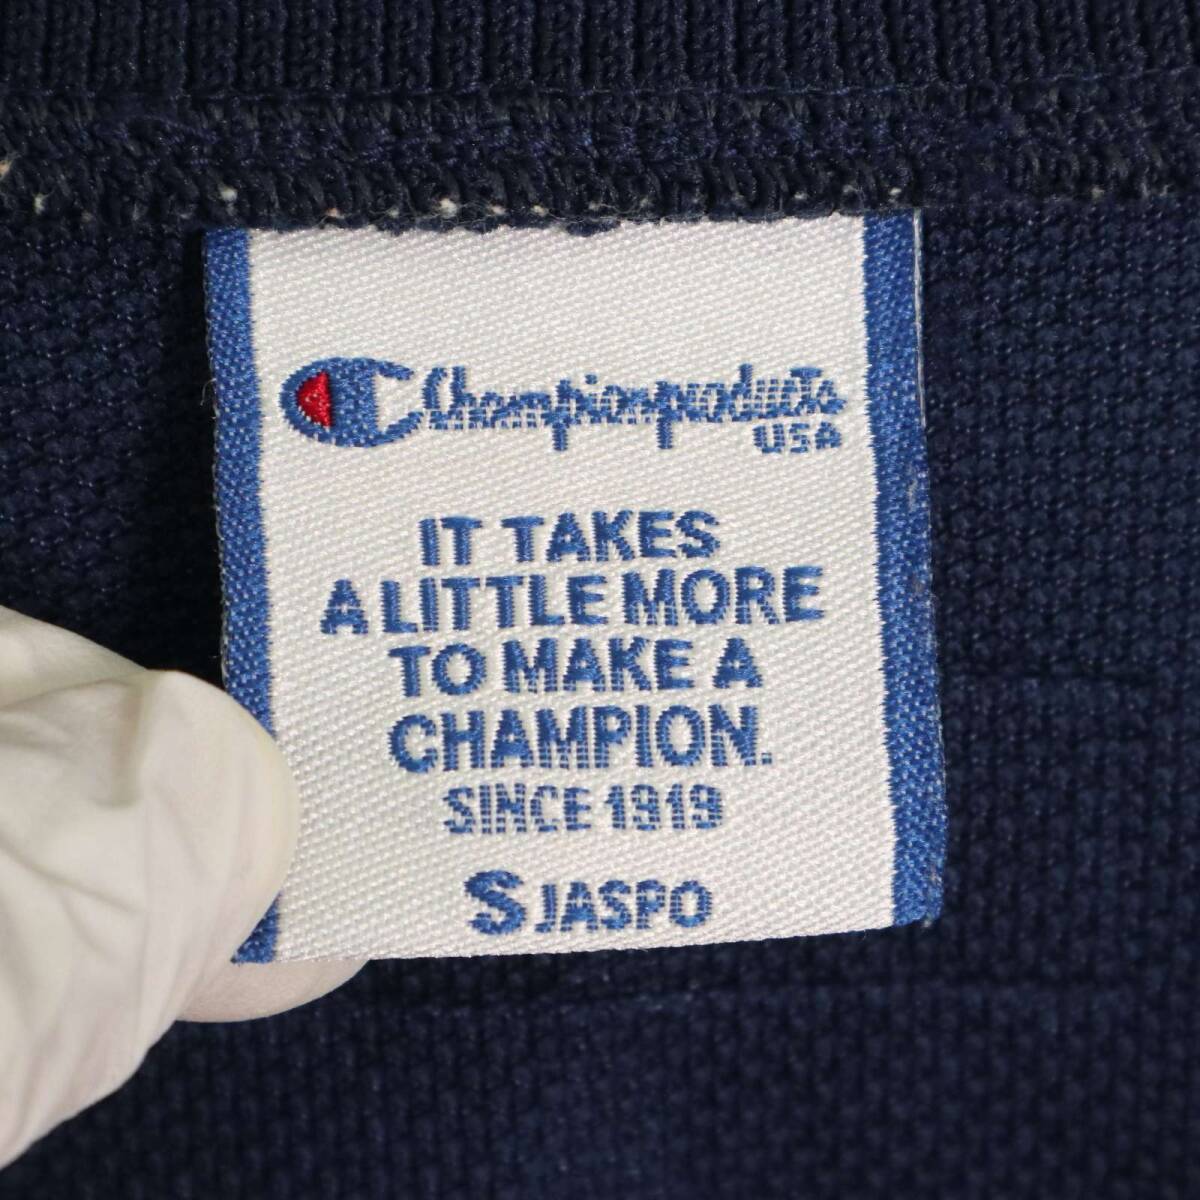 Championproducts
USA
IT TAKES
A LITTLE MORE
TO MAKE A
CHAMPION.
SINCE 1919
S JASPO